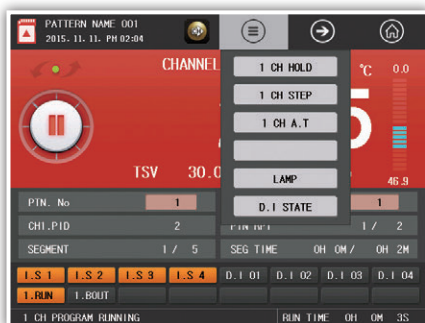 PATTERN NAME 001
2015. 11. 11. PM 02:04
CHANNEL
℃ 0.0
5
TSV 30.0
46.9
1 CH HOLD
1 CH STEP
1 CH A.T
LAMP
D.I STATE
PTN. No 1 1
CH1.PID 2 PTN RPT 1 / 2
SEGMENT 1 / 5 SEG TIME 0H 0M/ 0H 2M
I.S 1 I.S 2 I.S 3 I.S 4 D.I 01 D.I 02 D.I 03 D.I 04
1.RUN 1.BOUT
1 CH PROGRAM RUNNING RUN TIME 0H 0M 3S